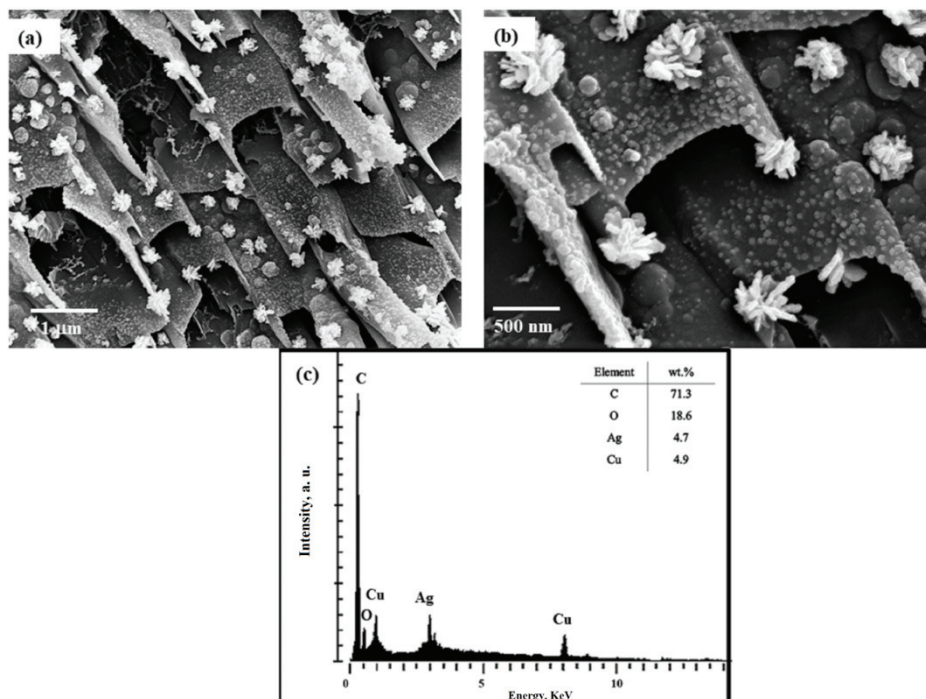 (a)
1 µm
(b)
500 nm
(c)
C
Element wt.%
C 71.3
O 18.6
Ag 4.7
Cu 4.9
Intensity, a. u.
Cu
O
Ag
Cu
0 5 10
Energy, KeV